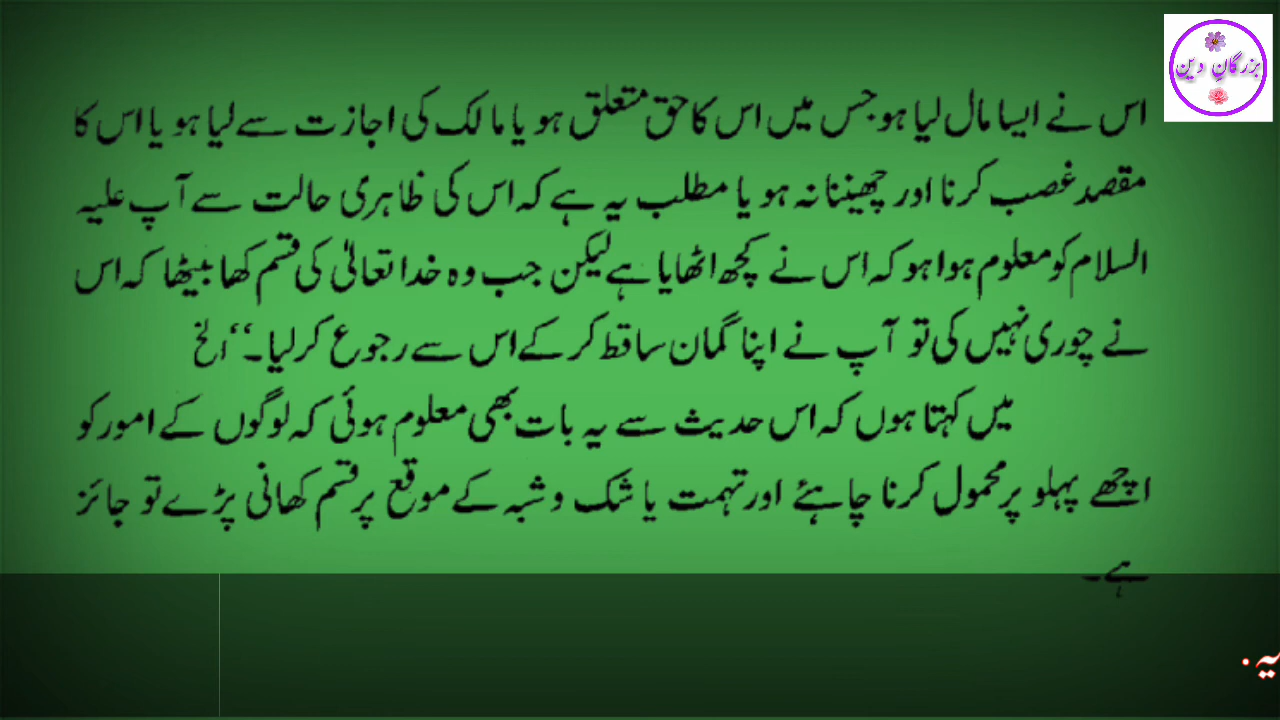 بزرگانِ دین
اس نے ایسا مال لیا ہو جس میں اس کا حق متعلق ہو یا مالک کی اجازت سے لیا ہو یا اس کا
مقصد غصب کرنا اور چھیننا نہ ہو یا مطلب یہ ہے کہ اس کی ظاہری حالت سے آپ علیہ
السلام کو معلوم ہوا ہو کہ اس نے کچھ اٹھایا ہے لیکن جب وہ خدا تعالیٰ کی قسم کھا بیٹھا کہ اس
نے چوری نہیں کی تو آپ نے اپنا گمان ساقط کر کے اس سے رجوع کر لیا۔‘‘ الخ
میں کہتا ہوں کہ اس حدیث سے یہ بات بھی معلوم ہوئی کہ لوگوں کے امور کو
اچھے پہلو پر محمول کرنا چاہئے اور تہمت یا شک و شبہ کے موقع پر قسم کھانی پڑے تو جائز
ہے۔